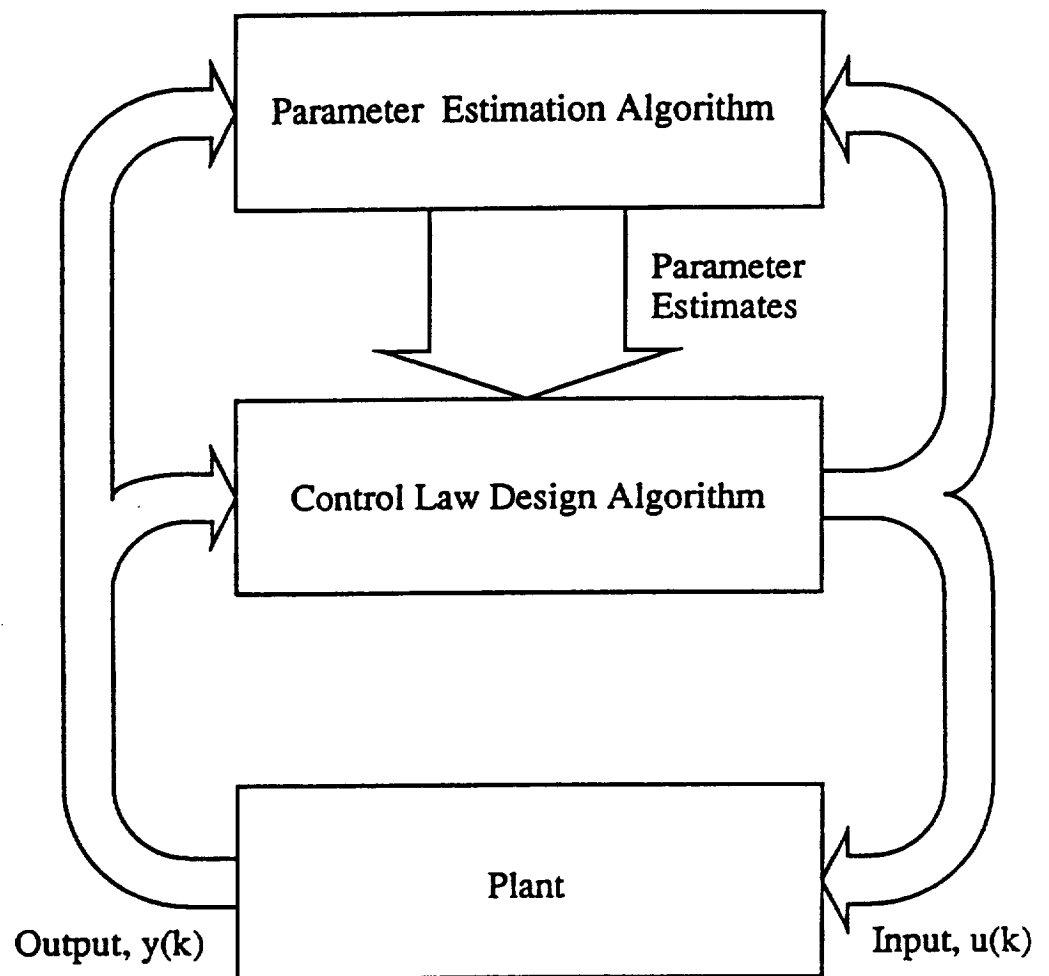 Parameter Estimation Algorithm
Parameter
Estimates
Control Law Design Algorithm
Plant
Output, y(k)
Input, u(k)